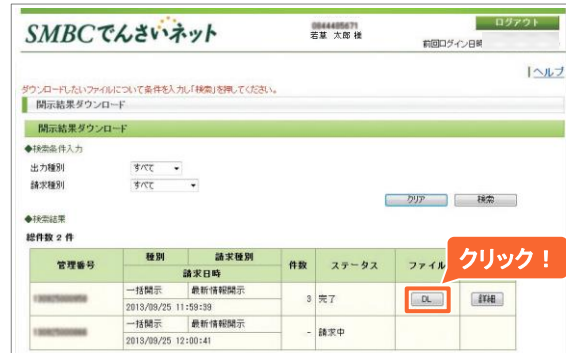 SMBCでんさいネット
若草 太郎 様
ログアウト
前回ログイン日時
|ヘルプ
ダウンロードしたいファイルについて条件を入力し「検索」を押してください。
開示結果ダウンロード
開示結果ダウンロード
◆検索条件入力
出力種別 すべて
請求種別 すべて
クリア 検索
◆検索結果
総件数 2 件
管理番号 種別 請求種別 件数 ステータス ファイル
請求日時
クリック！
一括開示 最新情報開示 3 完了 DL 詳細
2013/09/25 11:59:39
一括開示 最新情報開示 - 請求中
2013/09/25 12:00:41